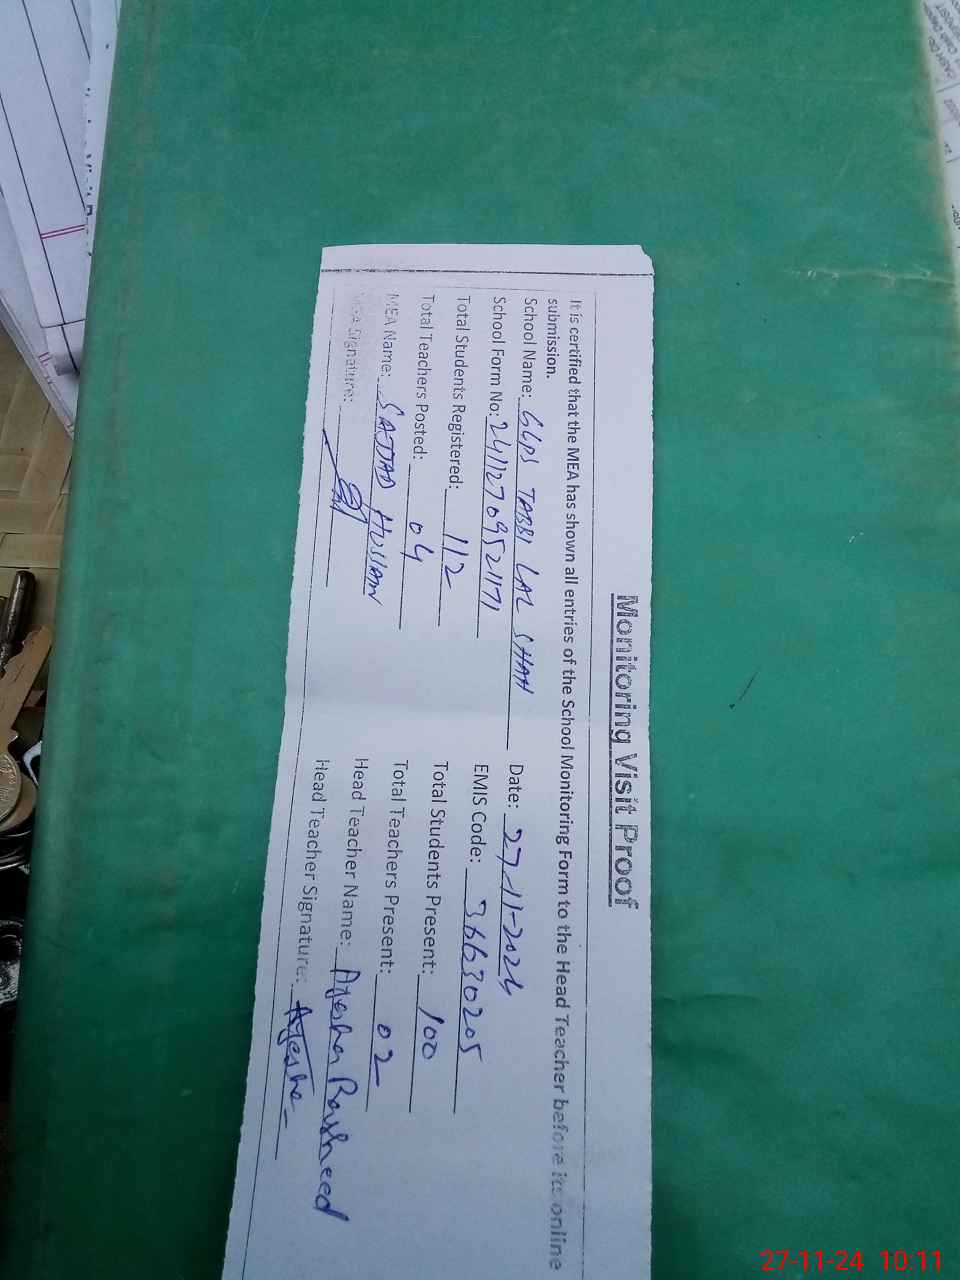 Monitoring Visit Proof
It is certified that the MEA has shown all entries of the School Monitoring Form to the Head Teacher before its online
submission.
School Name: GGPS TABBI LAL SHAH Date: 27-11-2024
School Form No: 24112709521171 EMIS Code: 36630205
Total Students Registered: 112 Total Students Present: 100
Total Teachers Posted: 04 Total Teachers Present: 02
MEA Name: SAJJAD HUSSAIN Head Teacher Name: Ayesha Rasheed
MEA Signature: Head Teacher Signature: Ayesha
27-11-24 10:11